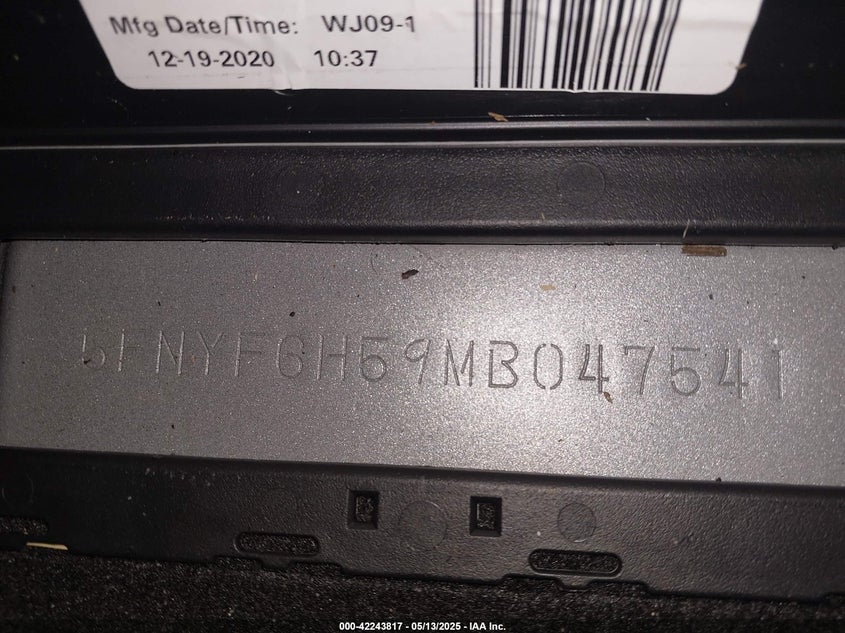 Mfg Date/Time: WJ09-1
12-19-2020 10:37
5FNYF6H59MB047541
000-42243817 - 05/13/2025 - IAA Inc.